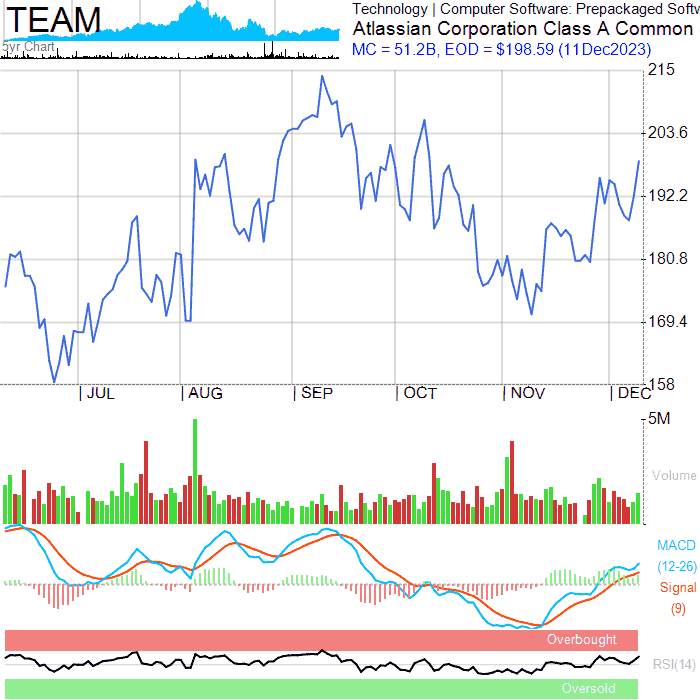 TEAM
5yr Chart
Technology | Computer Software: Prepackaged Softw
Atlassian Corporation Class A Common
MC = 51.2B, EOD = $198.59 (11Dec2023)
215
203.6
192.2
180.8
169.4
158
| JUL | AUG | SEP | OCT | NOV | DEC
5M
Volume
MACD
(12-26)
Signal
(9)
Overbought
RSI(14)
Oversold